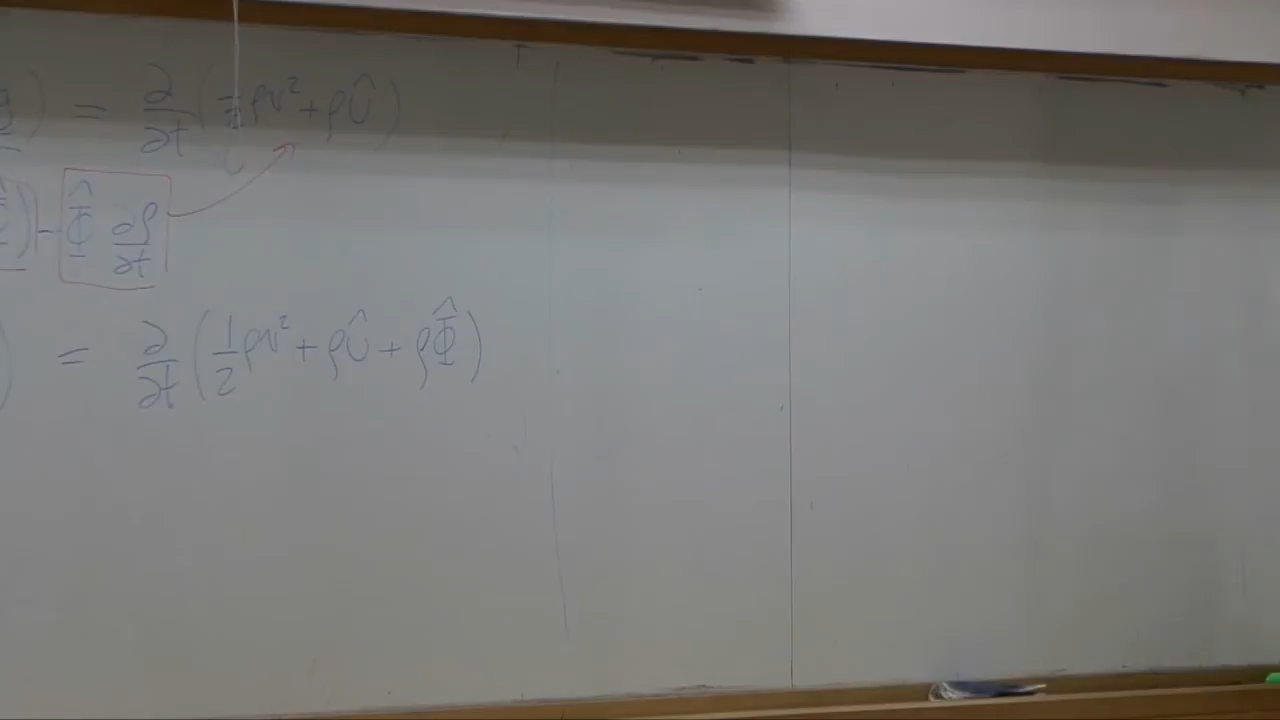 g) = ∂/∂t (½ρv² + ρÛ)
Φ̂) - Φ̂ ∂ρ/∂t
) = ∂/∂t (½ρv² + ρÛ + ρΦ̂)